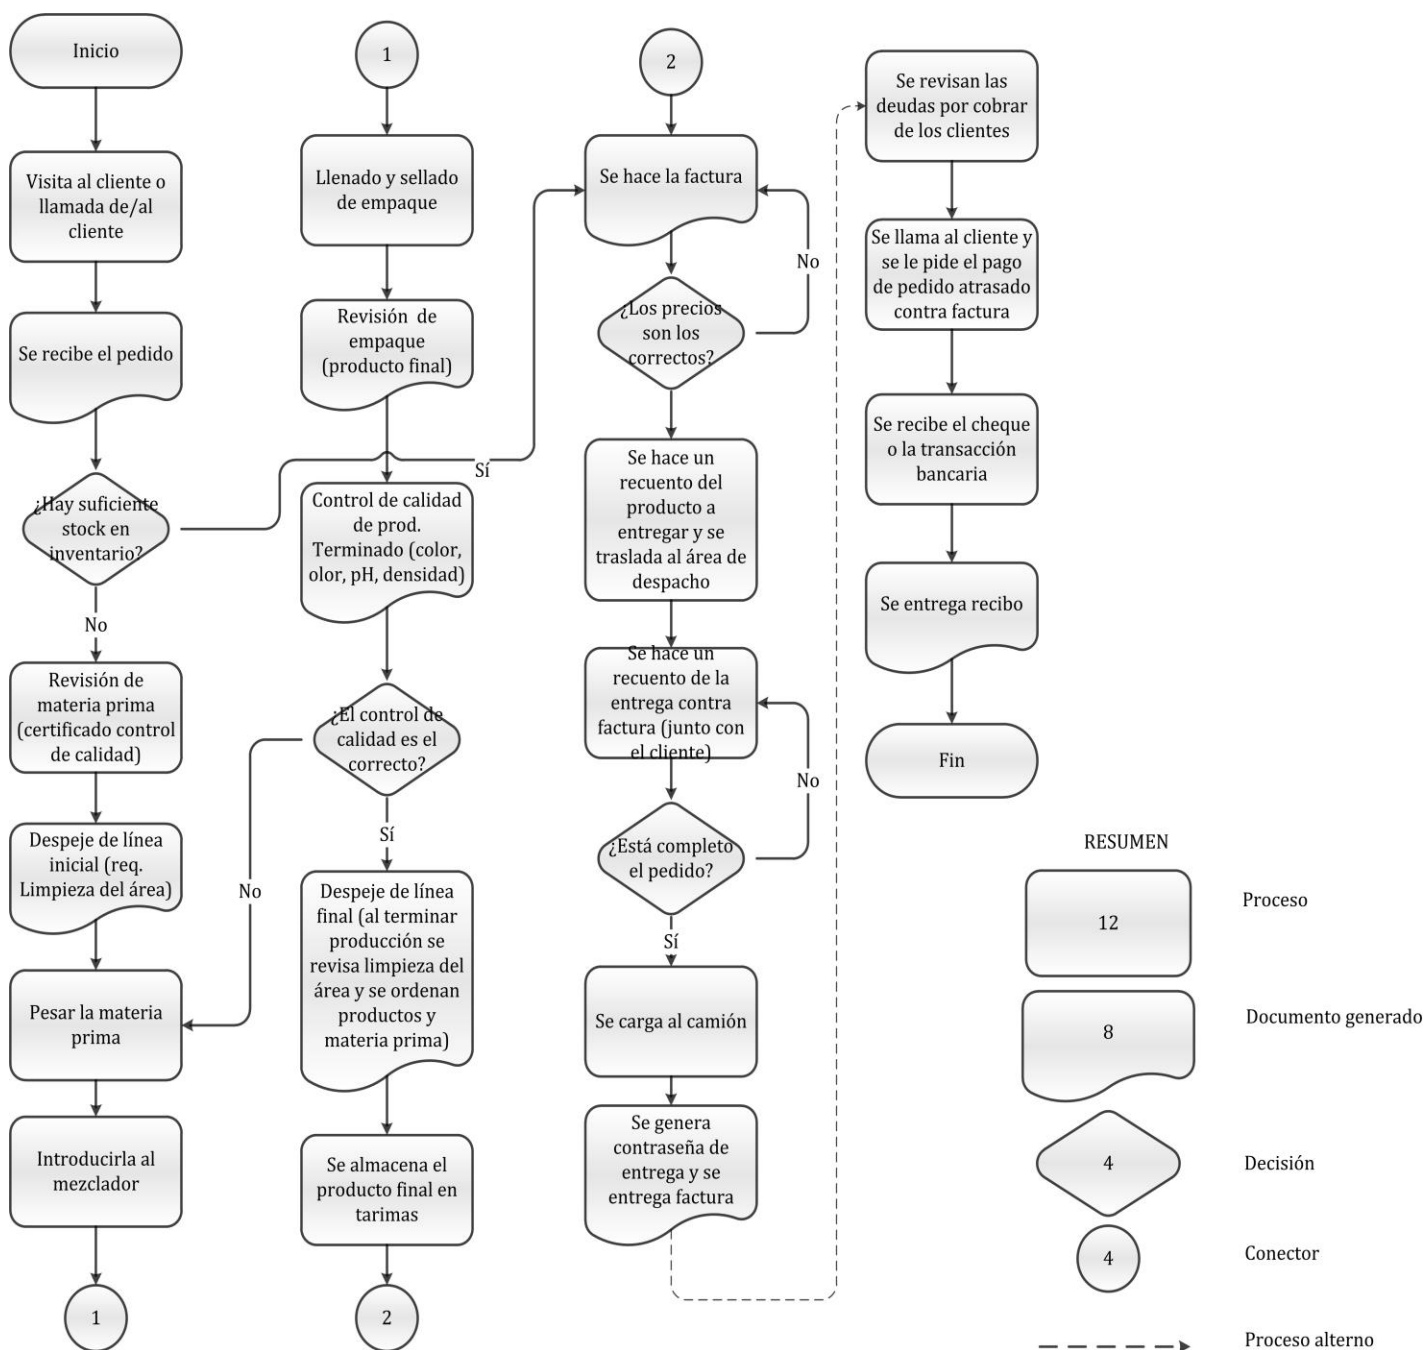 Inicio
Visita al cliente o
llamada de/al
cliente
Se recibe el pedido
¿Hay suficiente
stock en
inventario?
Sí
No
Revisión de
materia prima
(certificado control
de calidad)
Despeje de línea
inicial (req.
Limpieza del área)
Pesar la materia
prima
Introducirla al
mezclador
1
1
Llenado y sellado
de empaque
Revisión de
empaque
(producto final)
Control de calidad
de prod.
Terminado (color,
olor, pH, densidad)
¿El control de
calidad es el
correcto?
No
Sí
Despeje de línea
final (al terminar
producción se
revisa limpieza del
área y se ordenan
productos y
materia prima)
Se almacena el
producto final en
tarimas
2
2
Se hace la factura
No
¿Los precios
son los
correctos?
Se hace un
recuento del
producto a
entregar y se
traslada al área de
despacho
Se hace un
recuento de la
entrega contra
factura (junto con
el cliente)
No
¿Está completo
el pedido?
Sí
Se carga al camión
Se genera
contraseña de
entrega y se
entrega factura
Se revisan las
deudas por cobrar
de los clientes
Se llama al cliente y
se le pide el pago
de pedido atrasado
contra factura
Se recibe el cheque
o la transacción
bancaria
Se entrega recibo
Fin
RESUMEN
12
Proceso
8
Documento generado
4
Decisión
4
Conector
Proceso alterno